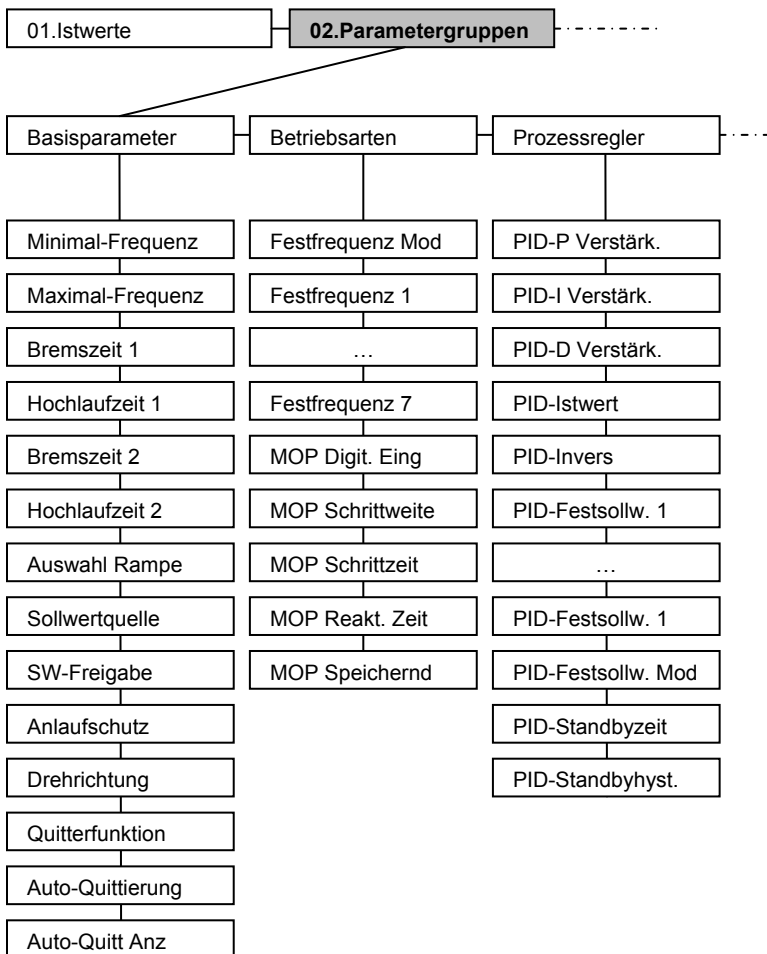 01.Istwerte
02.Parametergruppen
Basisparameter
Betriebsarten
Prozessregler
Minimal-Frequenz
Festfrequenz Mod
PID-P Verstärk.
Maximal-Frequenz
Festfrequenz 1
PID-I Verstärk.
Bremszeit 1
…
PID-D Verstärk.
Hochlaufzeit 1
Festfrequenz 7
PID-Istwert
Bremszeit 2
MOP Digit. Eing
PID-Invers
Hochlaufzeit 2
MOP Schrittweite
PID-Festsollw. 1
Auswahl Rampe
MOP Schrittzeit
…
Sollwertquelle
MOP Reakt. Zeit
PID-Festsollw. 1
SW-Freigabe
MOP Speichernd
PID-Festsollw. Mod
Anlaufschutz
PID-Standbyzeit
Drehrichtung
PID-Standbyhyst.
Quitterfunktion
Auto-Quittierung
Auto-Quitt Anz